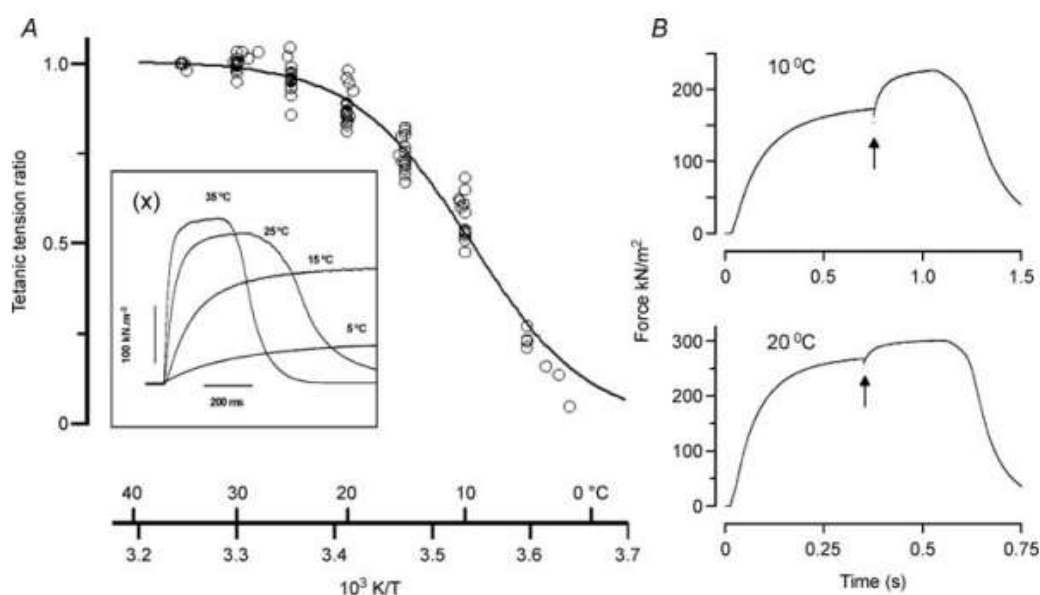 A
Tetanic tension ratio
1.0
0.5
0
(x)
35 °C
25 °C
15 °C
5 °C
100 kN.m-2
200 ms
40 30 20 10 0 °C
3.2 3.3 3.4 3.5 3.6 3.7
10³ K/T
B
Force kN/m²
10 ⁰C
200
100
0
0 0.5 1.0 1.5
20 ⁰C
300
200
100
0
0 0.25 0.50 0.75
Time (s)